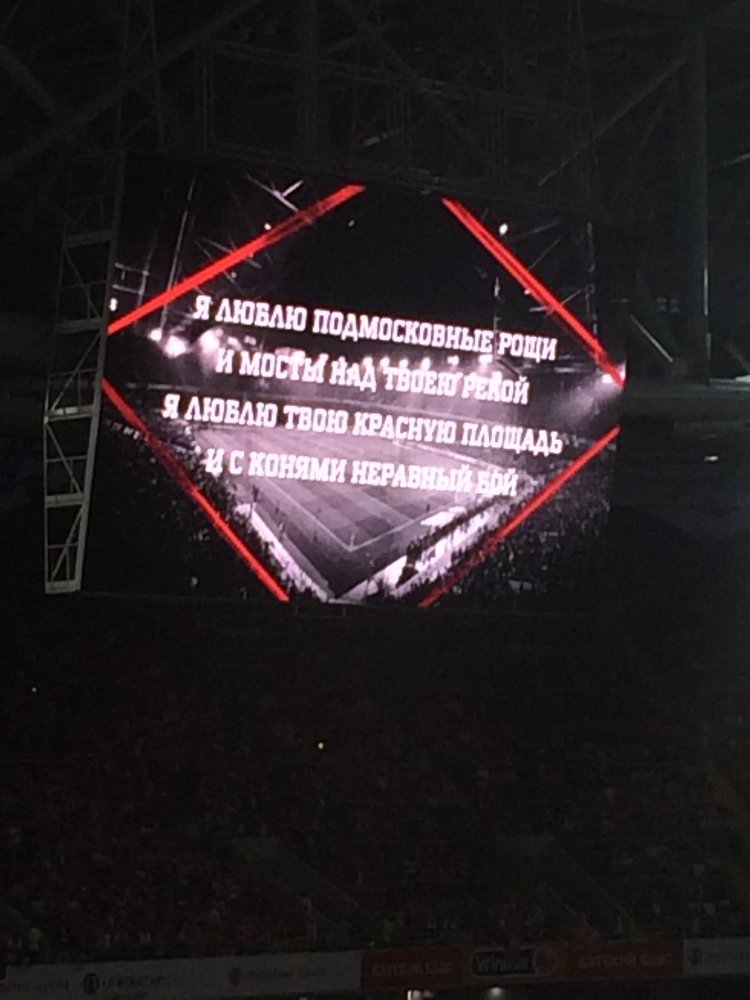 Я ЛЮБЛЮ ПОДМОСКОВНЫЕ РОЩИ
И МОСТЫ НАД ТВОЕЮ РЕКОЙ
Я ЛЮБЛЮ ТВОЮ КРАСНУЮ ПЛОЩАДЬ
И С КОНЯМИ НЕРАВНЫЙ БОЙ